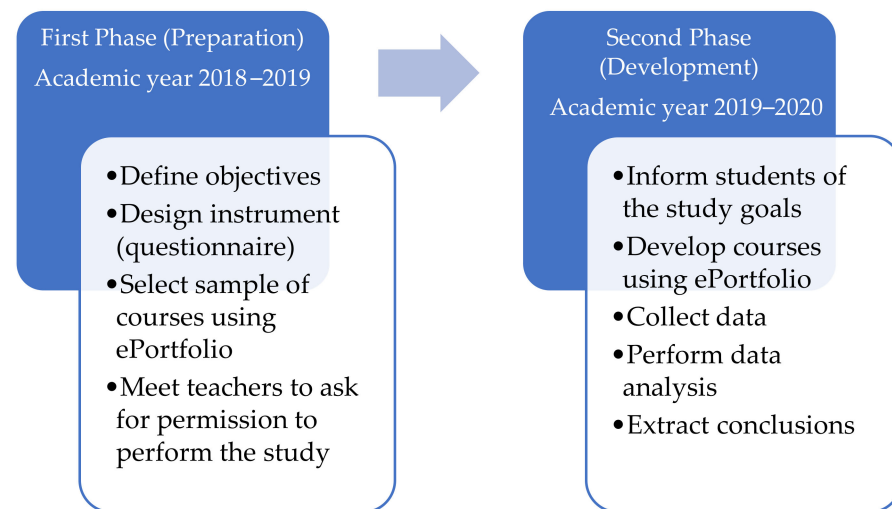 First Phase (Preparation)
Academic year 2018–2019
•Define objectives
•Design instrument
(questionnaire)
•Select sample of
courses using
ePortfolio
•Meet teachers to ask
for permission to
perform the study
Second Phase
(Development)
Academic year 2019–2020
•Inform students of
the study goals
•Develop courses
using ePortfolio
•Collect data
•Perform data
analysis
•Extract conclusions